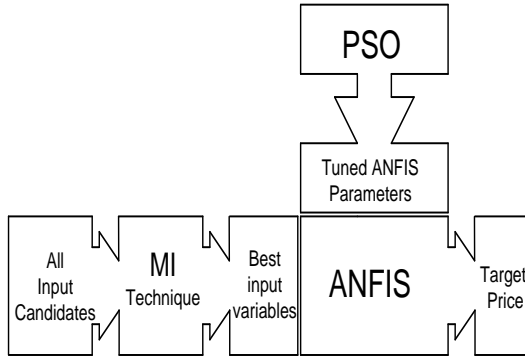 PSO
Tuned ANFIS
Parameters
All
Input
Candidates
MI
Technique
Best
input
variables
ANFIS
Target
Price